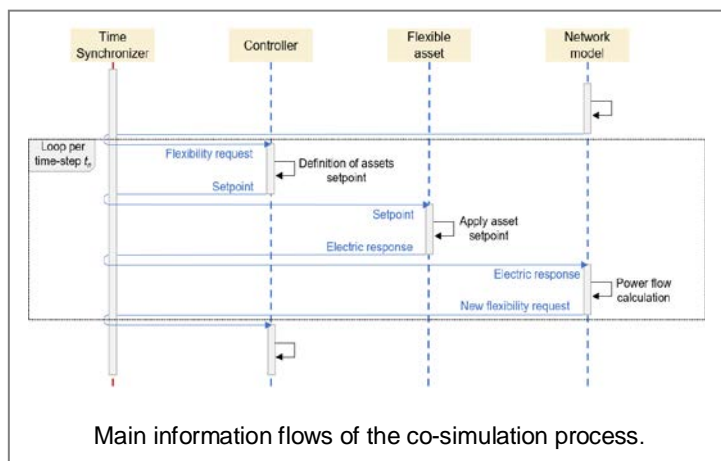 Time
Synchronizer
Controller
Flexible
asset
Network
model
Loop per
time-step tₛ
Flexibility request
Definition of assets
setpoint
Setpoint
Setpoint
Apply asset
setpoint
Electric response
Electric response
Power flow
calculation
New flexibility request
Main information flows of the co-simulation process.